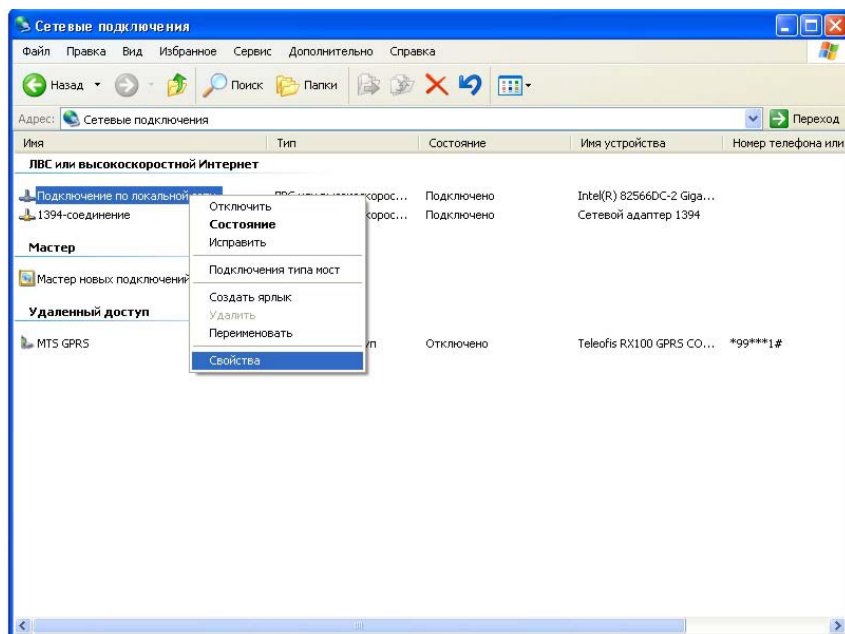 Сетевые подключения
Файл Правка Вид Избранное Сервис Дополнительно Справка
Назад Поиск Папки
Адрес: Сетевые подключения Переход
Имя Тип Состояние Имя устройства Номер телефона или
ЛВС или высокоскоростной Интернет
Подключение по локальной ...корос... Подключено Intel(R) 82566DC-2 Giga...
1394-соединение ...корос... Подключено Сетевой адаптер 1394
Мастер
Мастер новых подключений
Удаленный доступ
MTS GPRS уп Отключено Teleofis RX100 GPRS CO... *99***1#
Отключить
Состояние
Исправить
Подключения типа мост
Создать ярлык
Удалить
Переименовать
Свойства